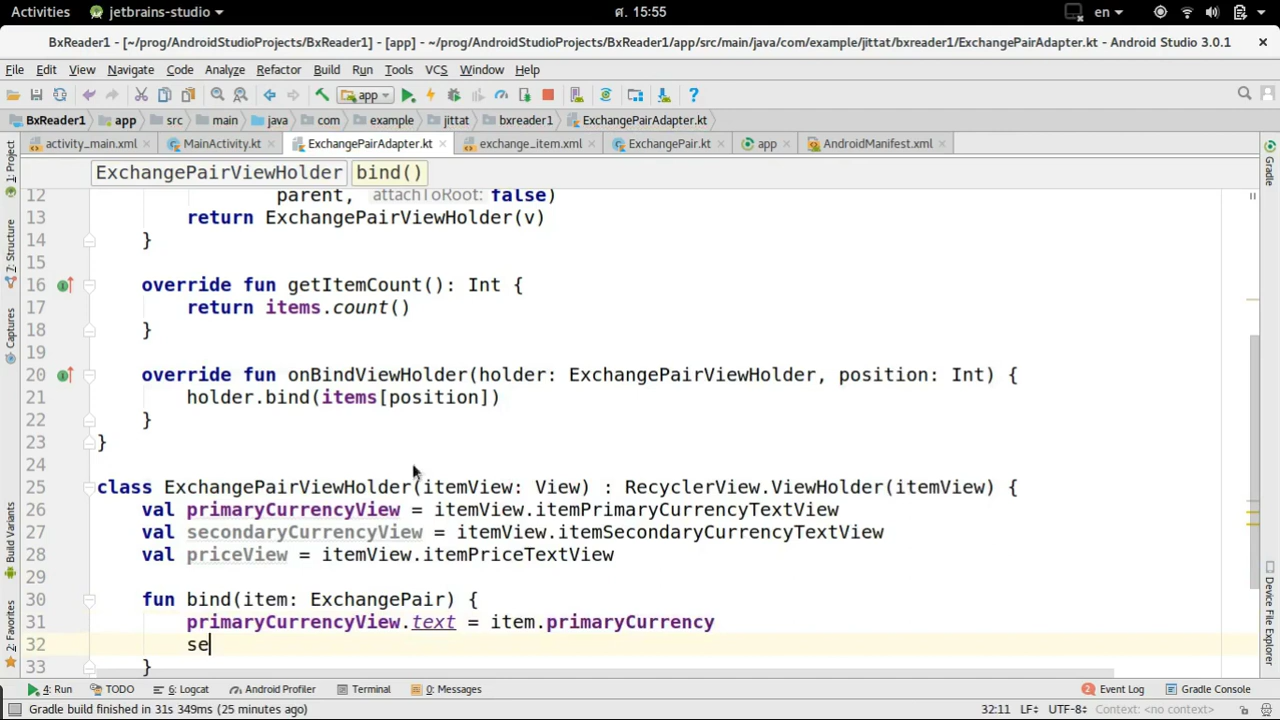 Activities jetbrains-studio ศ. 15:55 en
BxReader1 - [~/prog/AndroidStudioProjects/BxReader1] - [app] - ~/prog/AndroidStudioProjects/BxReader1/app/src/main/java/com/example/jittat/bxreader1/ExchangePairAdapter.kt - Android Studio 3.0.1
File Edit View Navigate Code Analyze Refactor Build Run Tools VCS Window Help
app
BxReader1 app src main java com example jittat bxreader1 ExchangePairAdapter.kt
activity_main.xml MainActivity.kt ExchangePairAdapter.kt exchange_item.xml ExchangePair.kt app AndroidManifest.xml
ExchangePairViewHolder bind()
1: Project
7: Structure
Captures
Build Variants
2: Favorites
12 parent, attachToRoot: false)
13 return ExchangePairViewHolder(v)
14 }
15
16 override fun getItemCount(): Int {
17 return items.count()
18 }
19
20 override fun onBindViewHolder(holder: ExchangePairViewHolder, position: Int) {
21 holder.bind(items[position])
22 }
23 }
24
25 class ExchangePairViewHolder(itemView: View) : RecyclerView.ViewHolder(itemView) {
26 val primaryCurrencyView = itemView.itemPrimaryCurrencyTextView
27 val secondaryCurrencyView = itemView.itemSecondaryCurrencyTextView
28 val priceView = itemView.itemPriceTextView
29
30 fun bind(item: ExchangePair) {
31 primaryCurrencyView.text = item.primaryCurrency
32 se
33 }
Gradle
Device File Explorer
4: Run TODO 6: Logcat Android Profiler Terminal 0: Messages 2 Event Log Gradle Console
Gradle build finished in 31s 349ms (25 minutes ago) 32:11 LF UTF-8 Context: <no context>